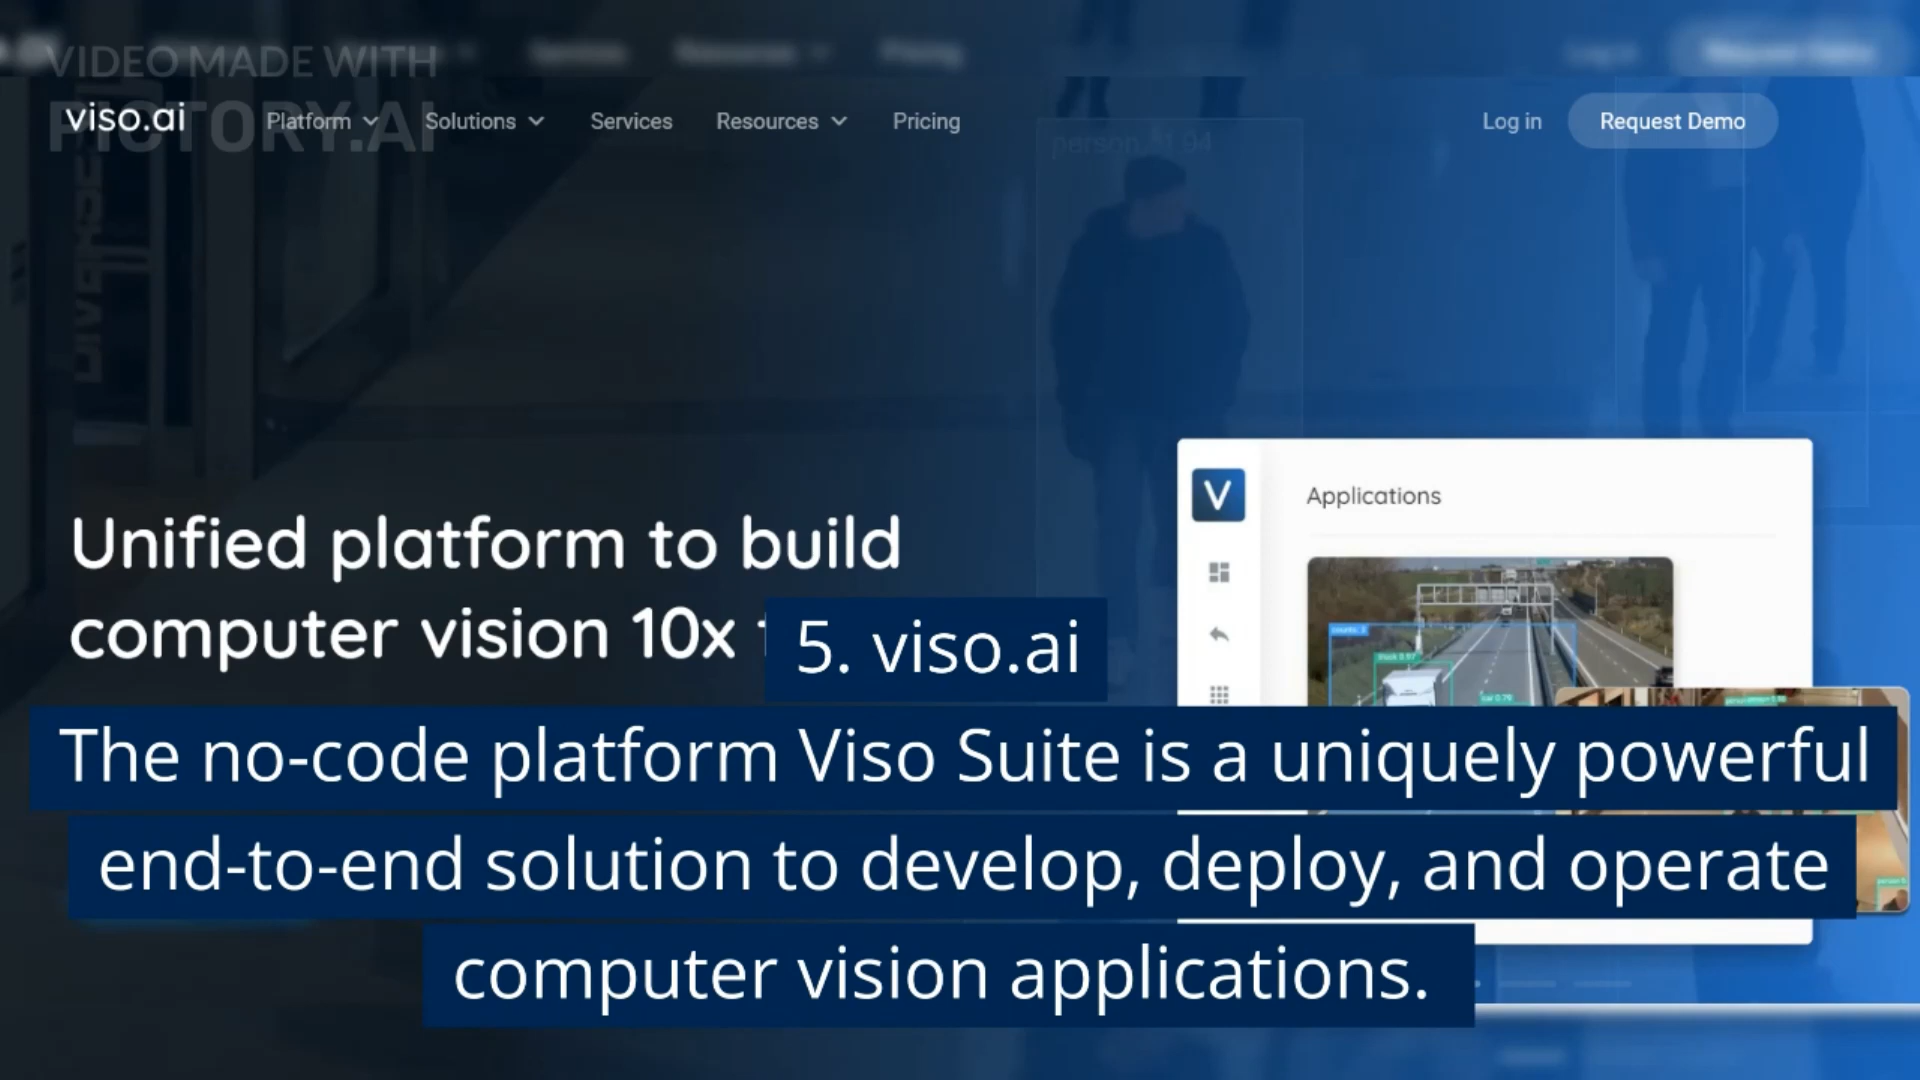 VIDEO MADE WITH
PICTORY.AI
viso.ai
Platform
Solutions
Services
Resources
Pricing
Log in
Request Demo
Unified platform to build
computer vision 10x
Applications
5. viso.ai
The no-code platform Viso Suite is a uniquely powerful
end-to-end solution to develop, deploy, and operate
computer vision applications.